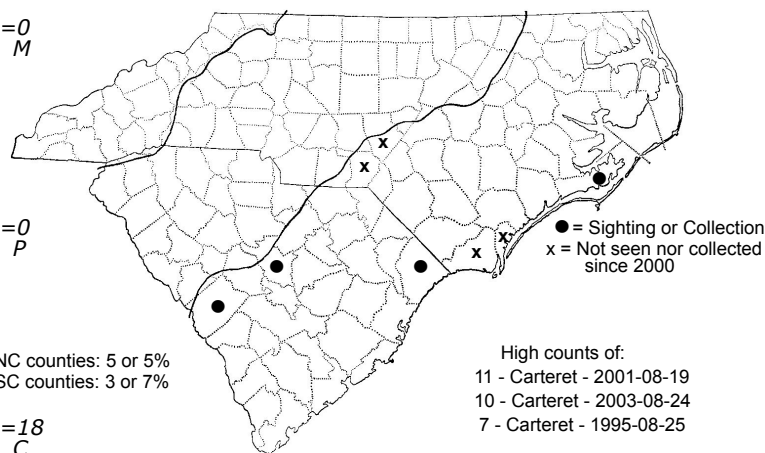 =0
M
x
x
=0
P
x
x
● = Sighting or Collection
x = Not seen nor collected
since 2000
NC counties: 5 or 5%
SC counties: 3 or 7%
High counts of:
11 - Carteret - 2001-08-19
10 - Carteret - 2003-08-24
7 - Carteret - 1995-08-25
=18
C